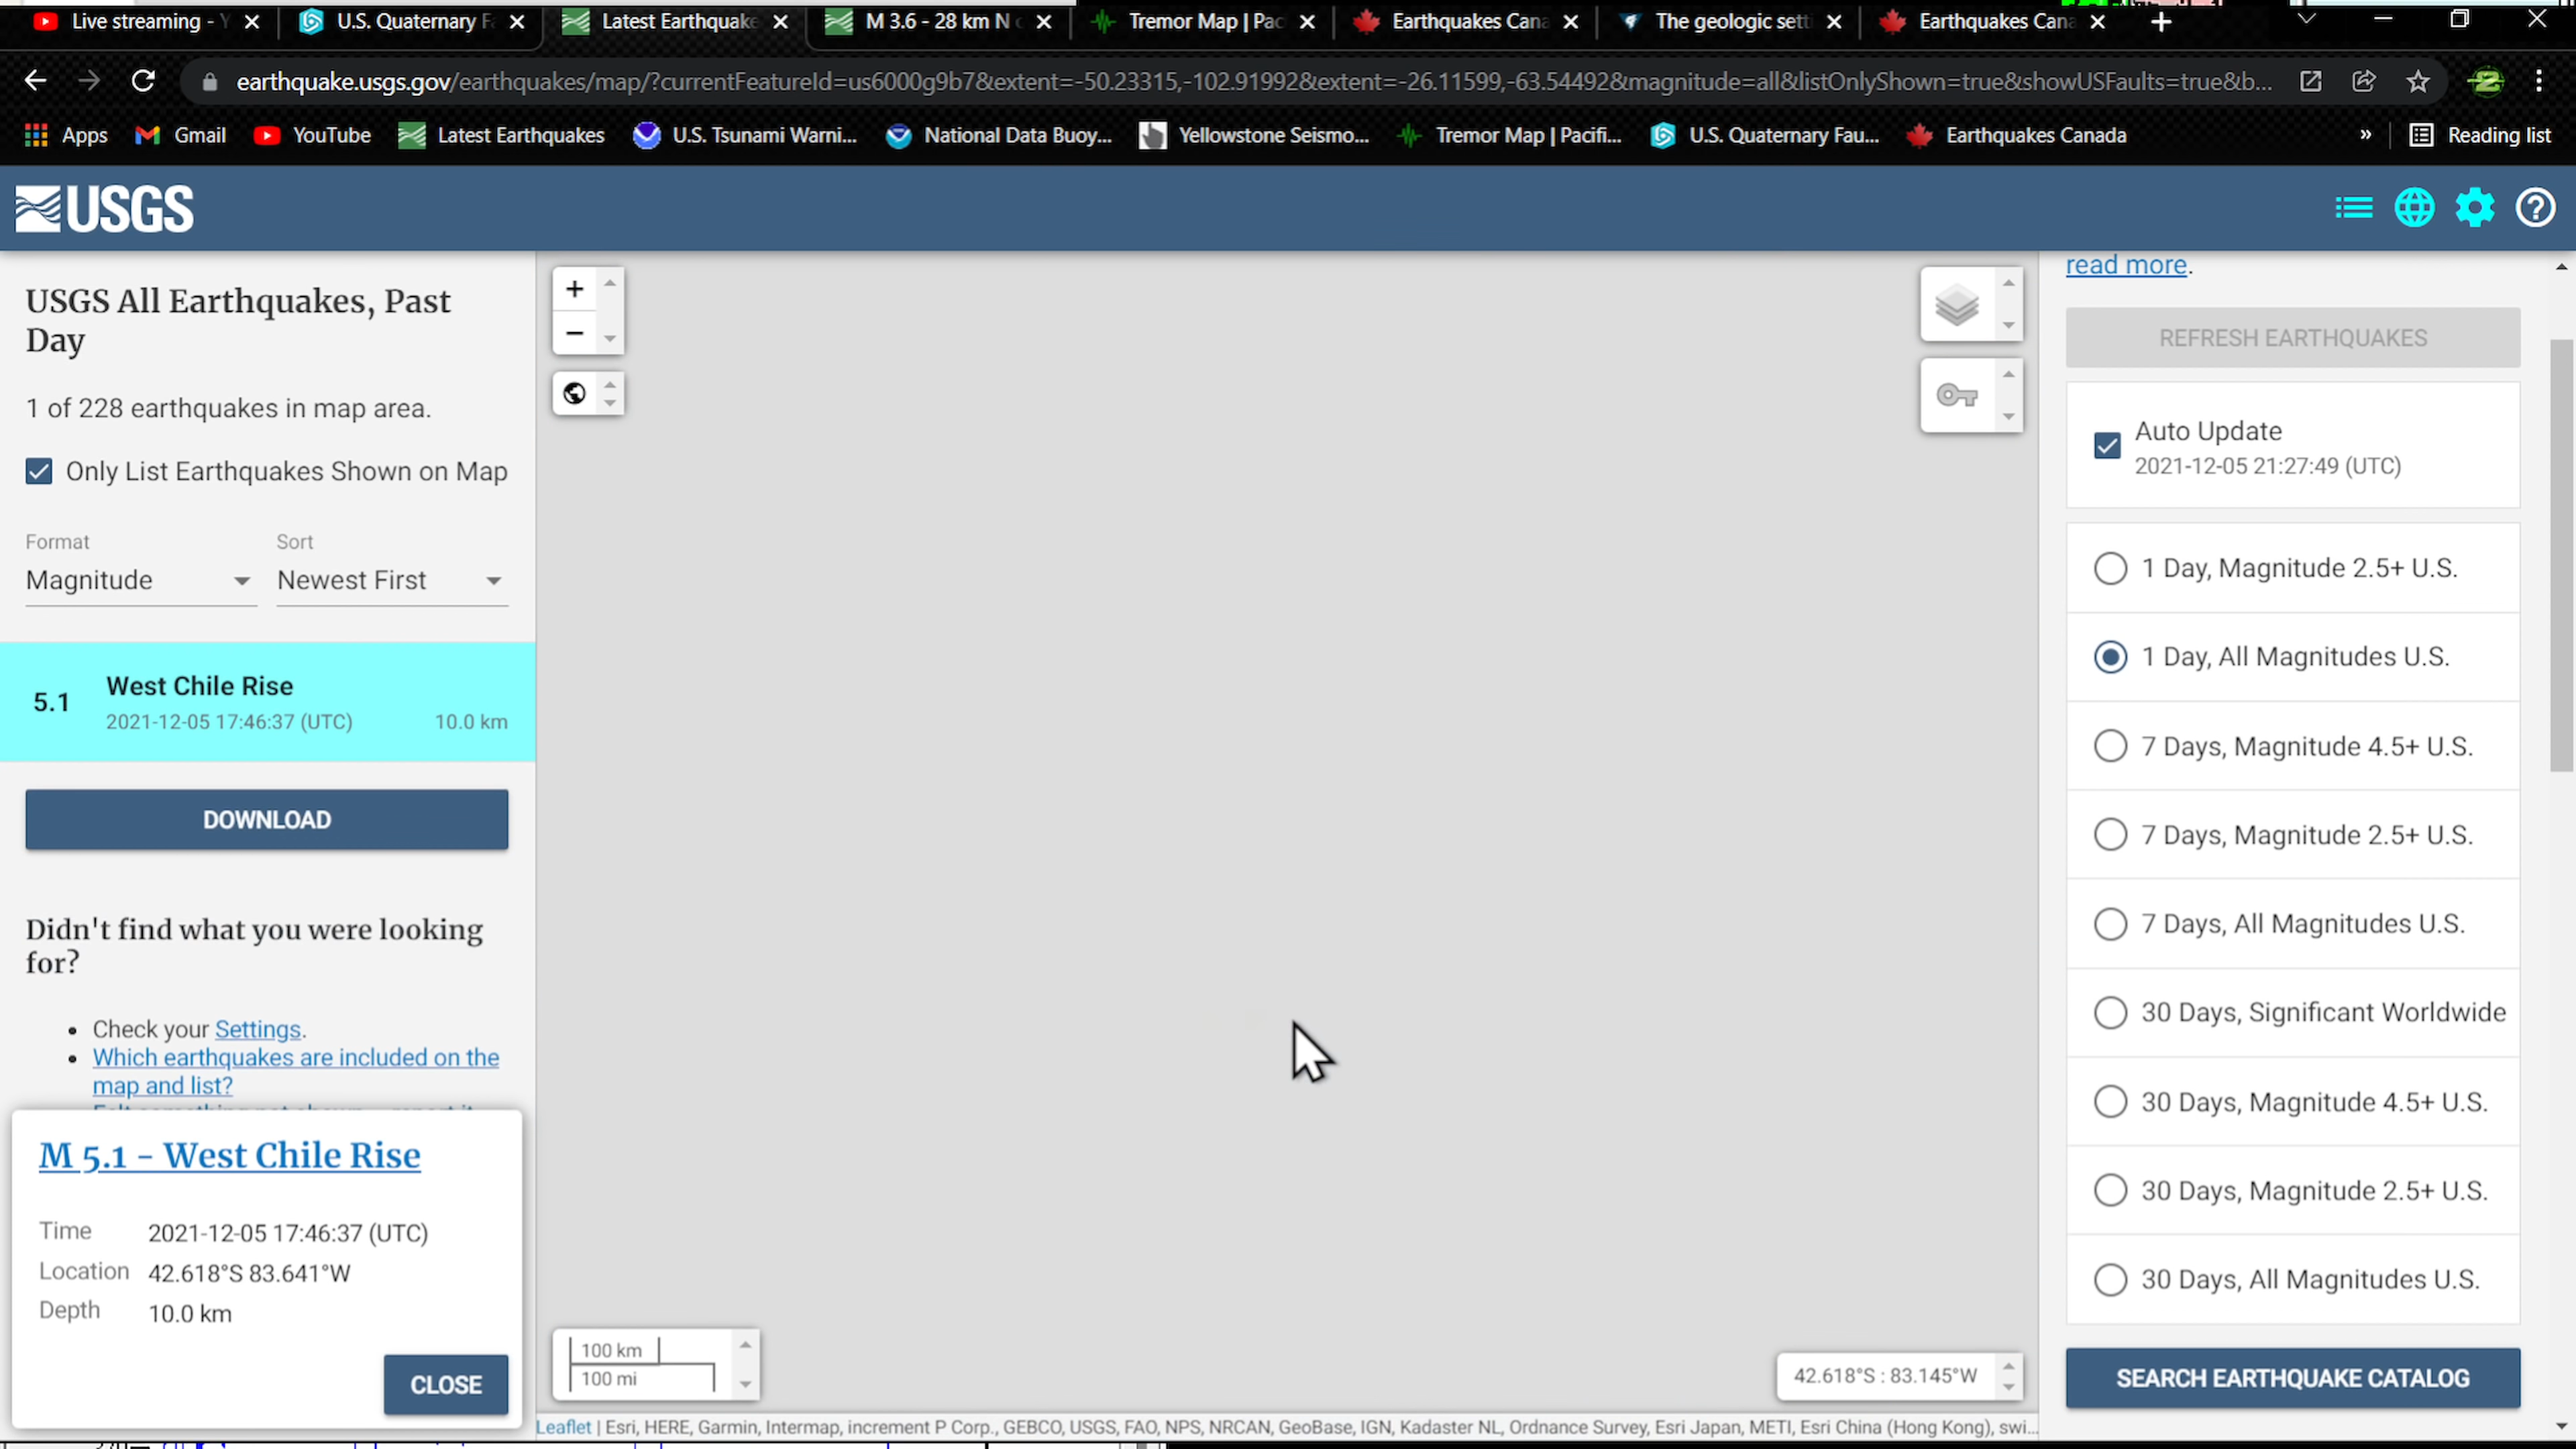 Live streaming - Y
U.S. Quaternary Fa
Latest Earthquake
M 3.6 - 28 km N o
Tremor Map | Pac
Earthquakes Cana
The geologic setti
Earthquakes Cana
earthquake.usgs.gov/earthquakes/map/?currentFeatureId=us6000g9b7&extent=-50.23315,-102.91992&extent=-26.11599,-63.54492&magnitude=all&listOnlyShown=true&showUSFaults=true&b...
Apps
Gmail
YouTube
Latest Earthquakes
U.S. Tsunami Warni...
National Data Buoy...
Yellowstone Seismo...
Tremor Map | Pacifi...
U.S. Quaternary Fau...
Earthquakes Canada
»
Reading list
USGS
USGS All Earthquakes, Past
Day
1 of 228 earthquakes in map area.
Only List Earthquakes Shown on Map
Format
Sort
Magnitude
Newest First
5.1
West Chile Rise
2021-12-05 17:46:37 (UTC)
10.0 km
DOWNLOAD
Didn't find what you were looking
for?
• Check your Settings.
• Which earthquakes are included on the
map and list?
M 5.1 - West Chile Rise
Time 2021-12-05 17:46:37 (UTC)
Location 42.618°S 83.641°W
Depth 10.0 km
CLOSE
+
−
100 km
100 mi
42.618°S : 83.145°W
Leaflet | Esri, HERE, Garmin, Intermap, increment P Corp., GEBCO, USGS, FAO, NPS, NRCAN, GeoBase, IGN, Kadaster NL, Ordnance Survey, Esri Japan, METI, Esri China (Hong Kong), swi...
read more.
REFRESH EARTHQUAKES
Auto Update
2021-12-05 21:27:49 (UTC)
1 Day, Magnitude 2.5+ U.S.
1 Day, All Magnitudes U.S.
7 Days, Magnitude 4.5+ U.S.
7 Days, Magnitude 2.5+ U.S.
7 Days, All Magnitudes U.S.
30 Days, Significant Worldwide
30 Days, Magnitude 4.5+ U.S.
30 Days, Magnitude 2.5+ U.S.
30 Days, All Magnitudes U.S.
SEARCH EARTHQUAKE CATALOG